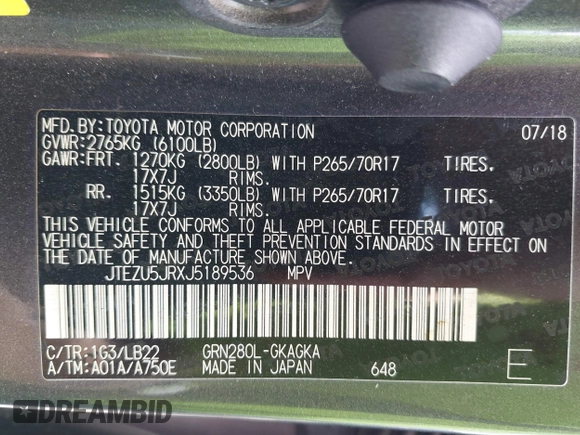 MFD.BY:TOYOTA MOTOR CORPORATION 07/18
GVWR:2765KG (6100LB)
GAWR:FRT. 1270KG (2800LB) WITH P265/70R17 TIRES.
17X7J RIMS.
RR. 1515KG (3350LB) WITH P265/70R17 TIRES.
17X7J RIMS.
THIS VEHICLE CONFORMS TO ALL APPLICABLE FEDERAL MOTOR
VEHICLE SAFETY AND THEFT PREVENTION STANDARDS IN EFFECT ON
THE DATE OF MANUFACTURE SHOWN ABOVE.
JTEZU5JRXJ5189536 MPV
C/TR:1G3/LB22 GRN280L-GKAGKA
A/TM:A01A/A750E MADE IN JAPAN 648 E
DREAMBID